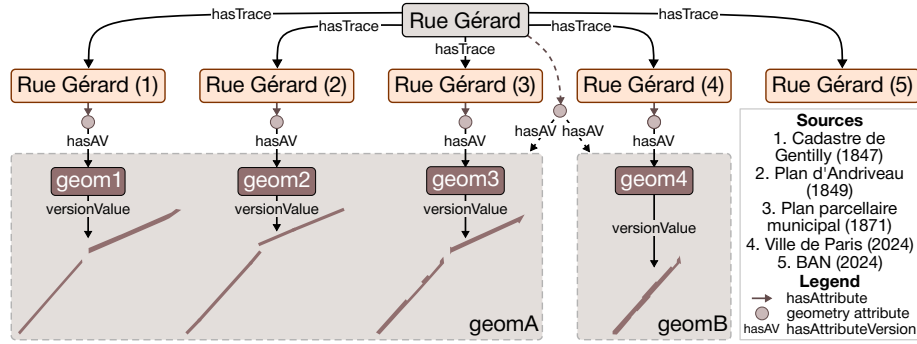 Rue Gérard
hasTrace
hasTrace
hasTrace
hasTrace
hasTrace
Rue Gérard (1)
Rue Gérard (2)
Rue Gérard (3)
Rue Gérard (4)
Rue Gérard (5)
hasAV
hasAV
hasAV
hasAV
hasAV
hasAV
geom1
geom2
geom3
geom4
versionValue
versionValue
versionValue
versionValue
geomA
geomB
Sources
1. Cadastre de
Gentilly (1847)
2. Plan d'Andriveau
(1849)
3. Plan parcellaire
municipal (1871)
4. Ville de Paris (2024)
5. BAN (2024)
Legend
hasAttribute
geometry attribute
hasAV hasAttributeVersion